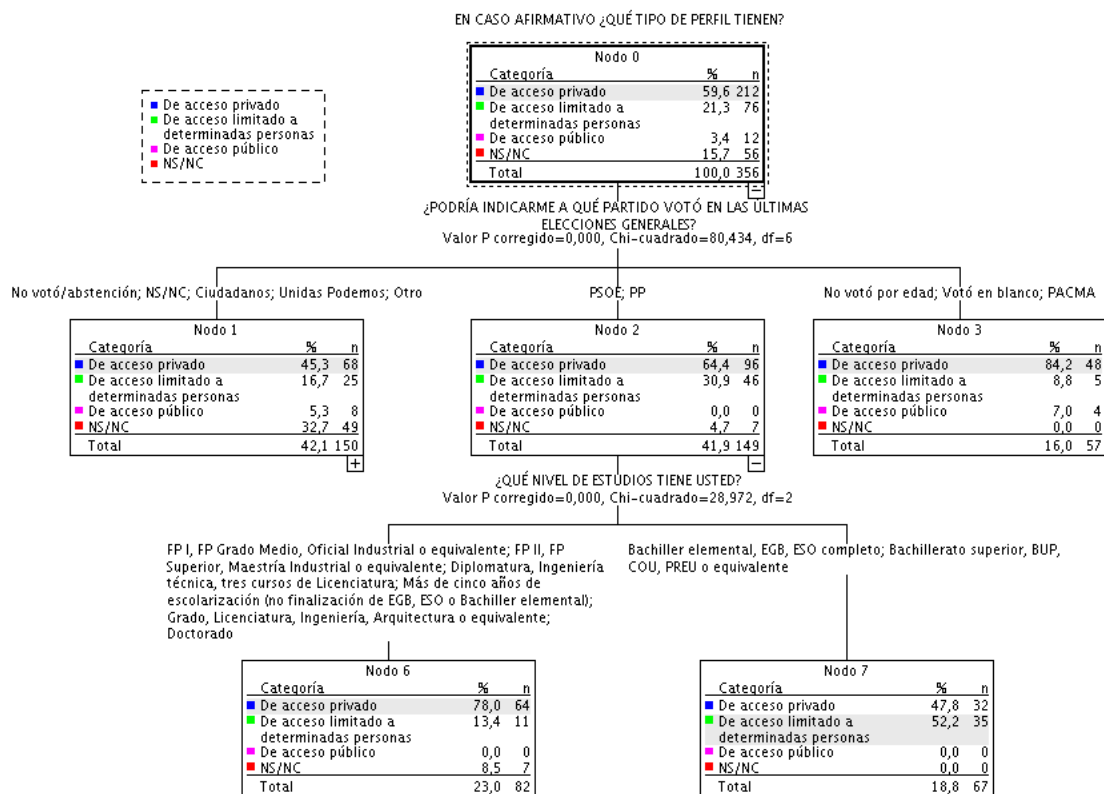 EN CASO AFIRMATIVO ¿QUÉ TIPO DE PERFIL TIENEN?
De acceso privado
De acceso limitado a
determinadas personas
De acceso público
NS/NC
Nodo 0
Categoría % n
De acceso privado 59,6 212
De acceso limitado a 21,3 76
determinadas personas
De acceso público 3,4 12
NS/NC 15,7 56
Total 100,0 356
¿PODRÍA INDICARME A QUÉ PARTIDO VOTÓ EN LAS ÚLTIMAS
ELECCIONES GENERALES?
Valor P corregido=0,000, Chi-cuadrado=80,434, df=6
No votó/abstención; NS/NC; Ciudadanos; Unidas Podemos; Otro
Nodo 1
Categoría % n
De acceso privado 45,3 68
De acceso limitado a 16,7 25
determinadas personas
De acceso público 5,3 8
NS/NC 32,7 49
Total 42,1 150
PSOE; PP
Nodo 2
Categoría % n
De acceso privado 64,4 96
De acceso limitado a 30,9 46
determinadas personas
De acceso público 0,0 0
NS/NC 4,7 7
Total 41,9 149
No votó por edad; Votó en blanco; PACMA
Nodo 3
Categoría % n
De acceso privado 84,2 48
De acceso limitado a 8,8 5
determinadas personas
De acceso público 7,0 4
NS/NC 0,0 0
Total 16,0 57
¿QUÉ NIVEL DE ESTUDIOS TIENE USTED?
Valor P corregido=0,000, Chi-cuadrado=28,972, df=2
FP I, FP Grado Medio, Oficial Industrial o equivalente; FP II, FP
Superior, Maestría Industrial o equivalente; Diplomatura, Ingeniería
técnica, tres cursos de Licenciatura; Más de cinco años de
escolarización (no finalización de EGB, ESO o Bachiller elemental);
Grado, Licenciatura, Ingeniería, Arquitectura o equivalente;
Doctorado
Nodo 6
Categoría % n
De acceso privado 78,0 64
De acceso limitado a 13,4 11
determinadas personas
De acceso público 0,0 0
NS/NC 8,5 7
Total 23,0 82
Bachiller elemental, EGB, ESO completo; Bachillerato superior, BUP,
COU, PREU o equivalente
Nodo 7
Categoría % n
De acceso privado 47,8 32
De acceso limitado a 52,2 35
determinadas personas
De acceso público 0,0 0
NS/NC 0,0 0
Total 18,8 67